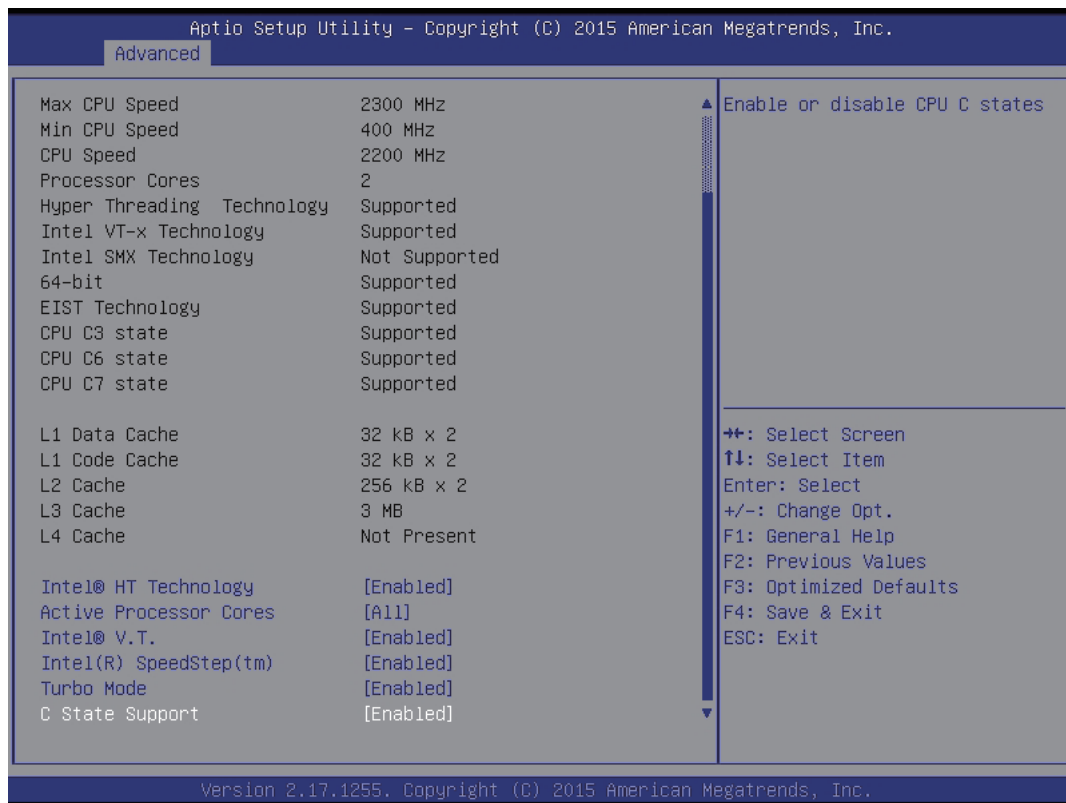 Aptio Setup Utility – Copyright (C) 2015 American Megatrends, Inc.
Advanced
Max CPU Speed 2300 MHz
Min CPU Speed 400 MHz
CPU Speed 2200 MHz
Processor Cores 2
Hyper Threading Technology Supported
Intel VT-x Technology Supported
Intel SMX Technology Not Supported
64-bit Supported
EIST Technology Supported
CPU C3 state Supported
CPU C6 state Supported
CPU C7 state Supported
L1 Data Cache 32 kB x 2
L1 Code Cache 32 kB x 2
L2 Cache 256 kB x 2
L3 Cache 3 MB
L4 Cache Not Present
Intel® HT Technology [Enabled]
Active Processor Cores [All]
Intel® V.T. [Enabled]
Intel(R) SpeedStep(tm) [Enabled]
Turbo Mode [Enabled]
C State Support [Enabled]
Enable or disable CPU C states
→←: Select Screen
↑↓: Select Item
Enter: Select
+/-: Change Opt.
F1: General Help
F2: Previous Values
F3: Optimized Defaults
F4: Save & Exit
ESC: Exit
Version 2.17.1255. Copyright (C) 2015 American Megatrends, Inc.